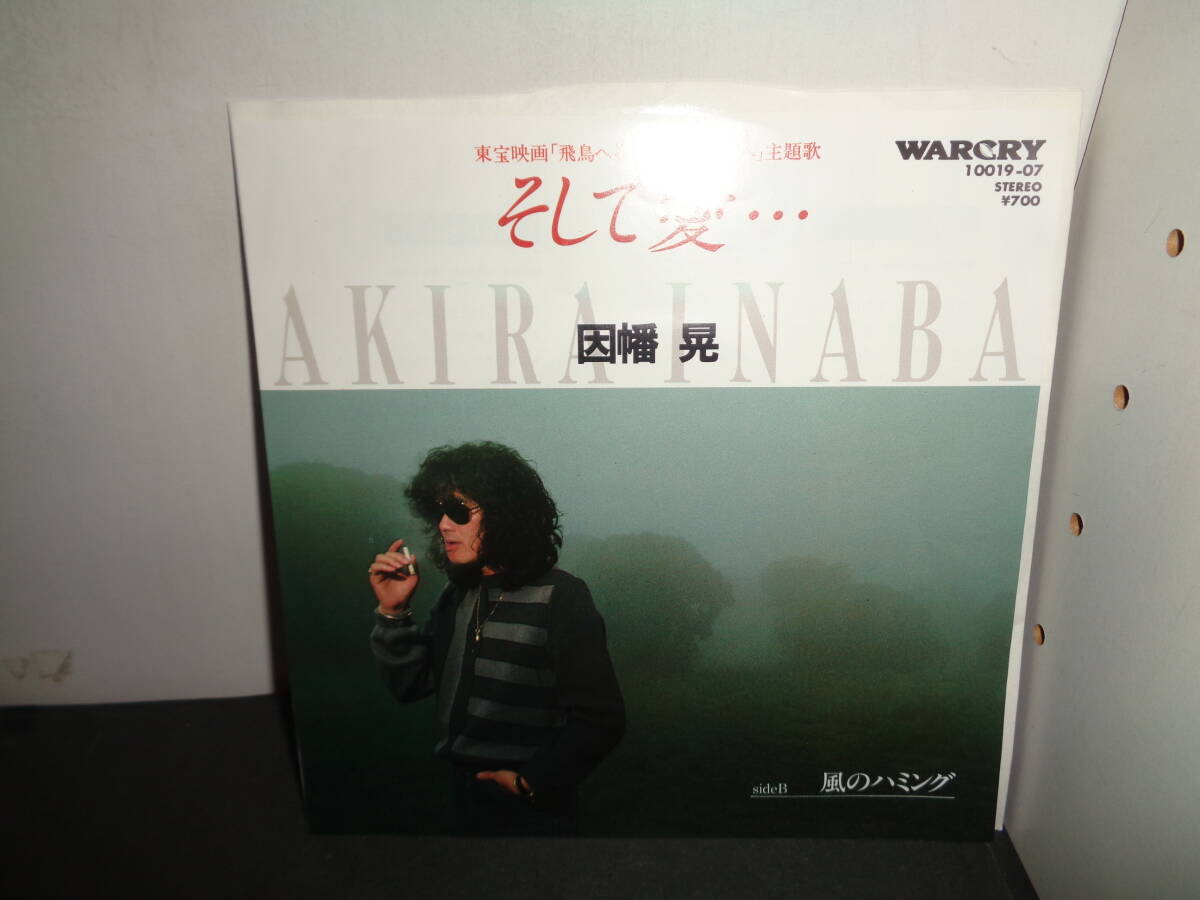 東宝映画「飛鳥へ 」主題歌
そして愛…
WARCRY
10019-07
STEREO
¥700
AKIRA INABA
因幡 晃
sideB 風のハミング